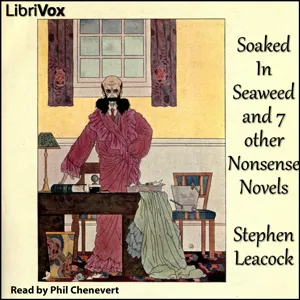 LibriVox
Soaked
In
Seaweed
and 7
other
Nonsense
Novels
Stephen
Leacock
Read by Phil Chenevert